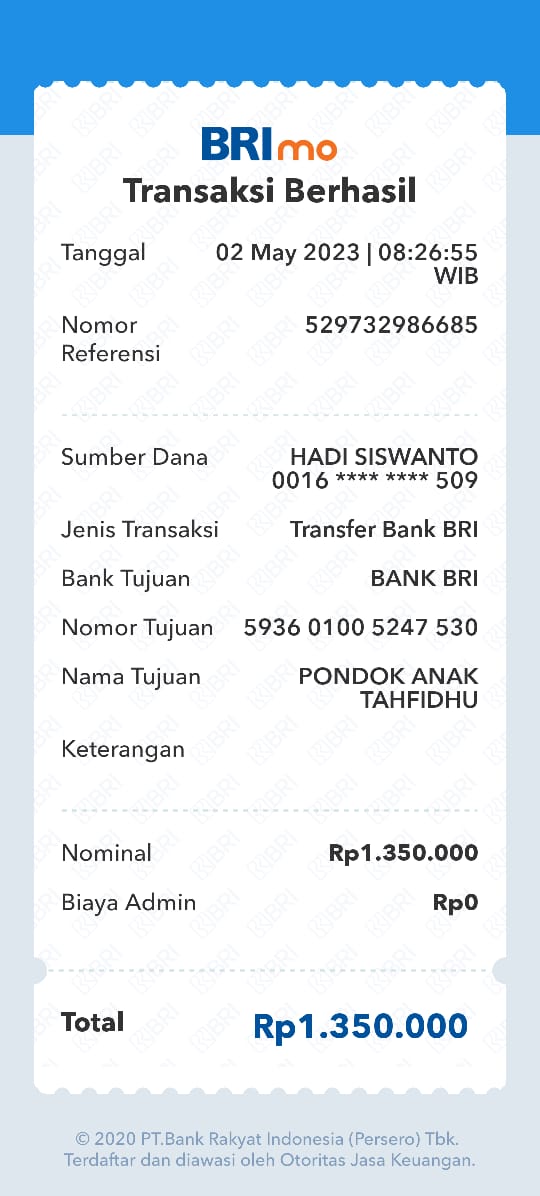 BRImo
Transaksi Berhasil
Tanggal 02 May 2023 | 08:26:55
WIB
Nomor 529732986685
Referensi
Sumber Dana HADI SISWANTO
0016 **** **** 509
Jenis Transaksi Transfer Bank BRI
Bank Tujuan BANK BRI
Nomor Tujuan 5936 0100 5247 530
Nama Tujuan PONDOK ANAK
TAHFIDHU
Keterangan
Nominal Rp1.350.000
Biaya Admin Rp0
Total Rp1.350.000
© 2020 PT.Bank Rakyat Indonesia (Persero) Tbk.
Terdaftar dan diawasi oleh Otoritas Jasa Keuangan.